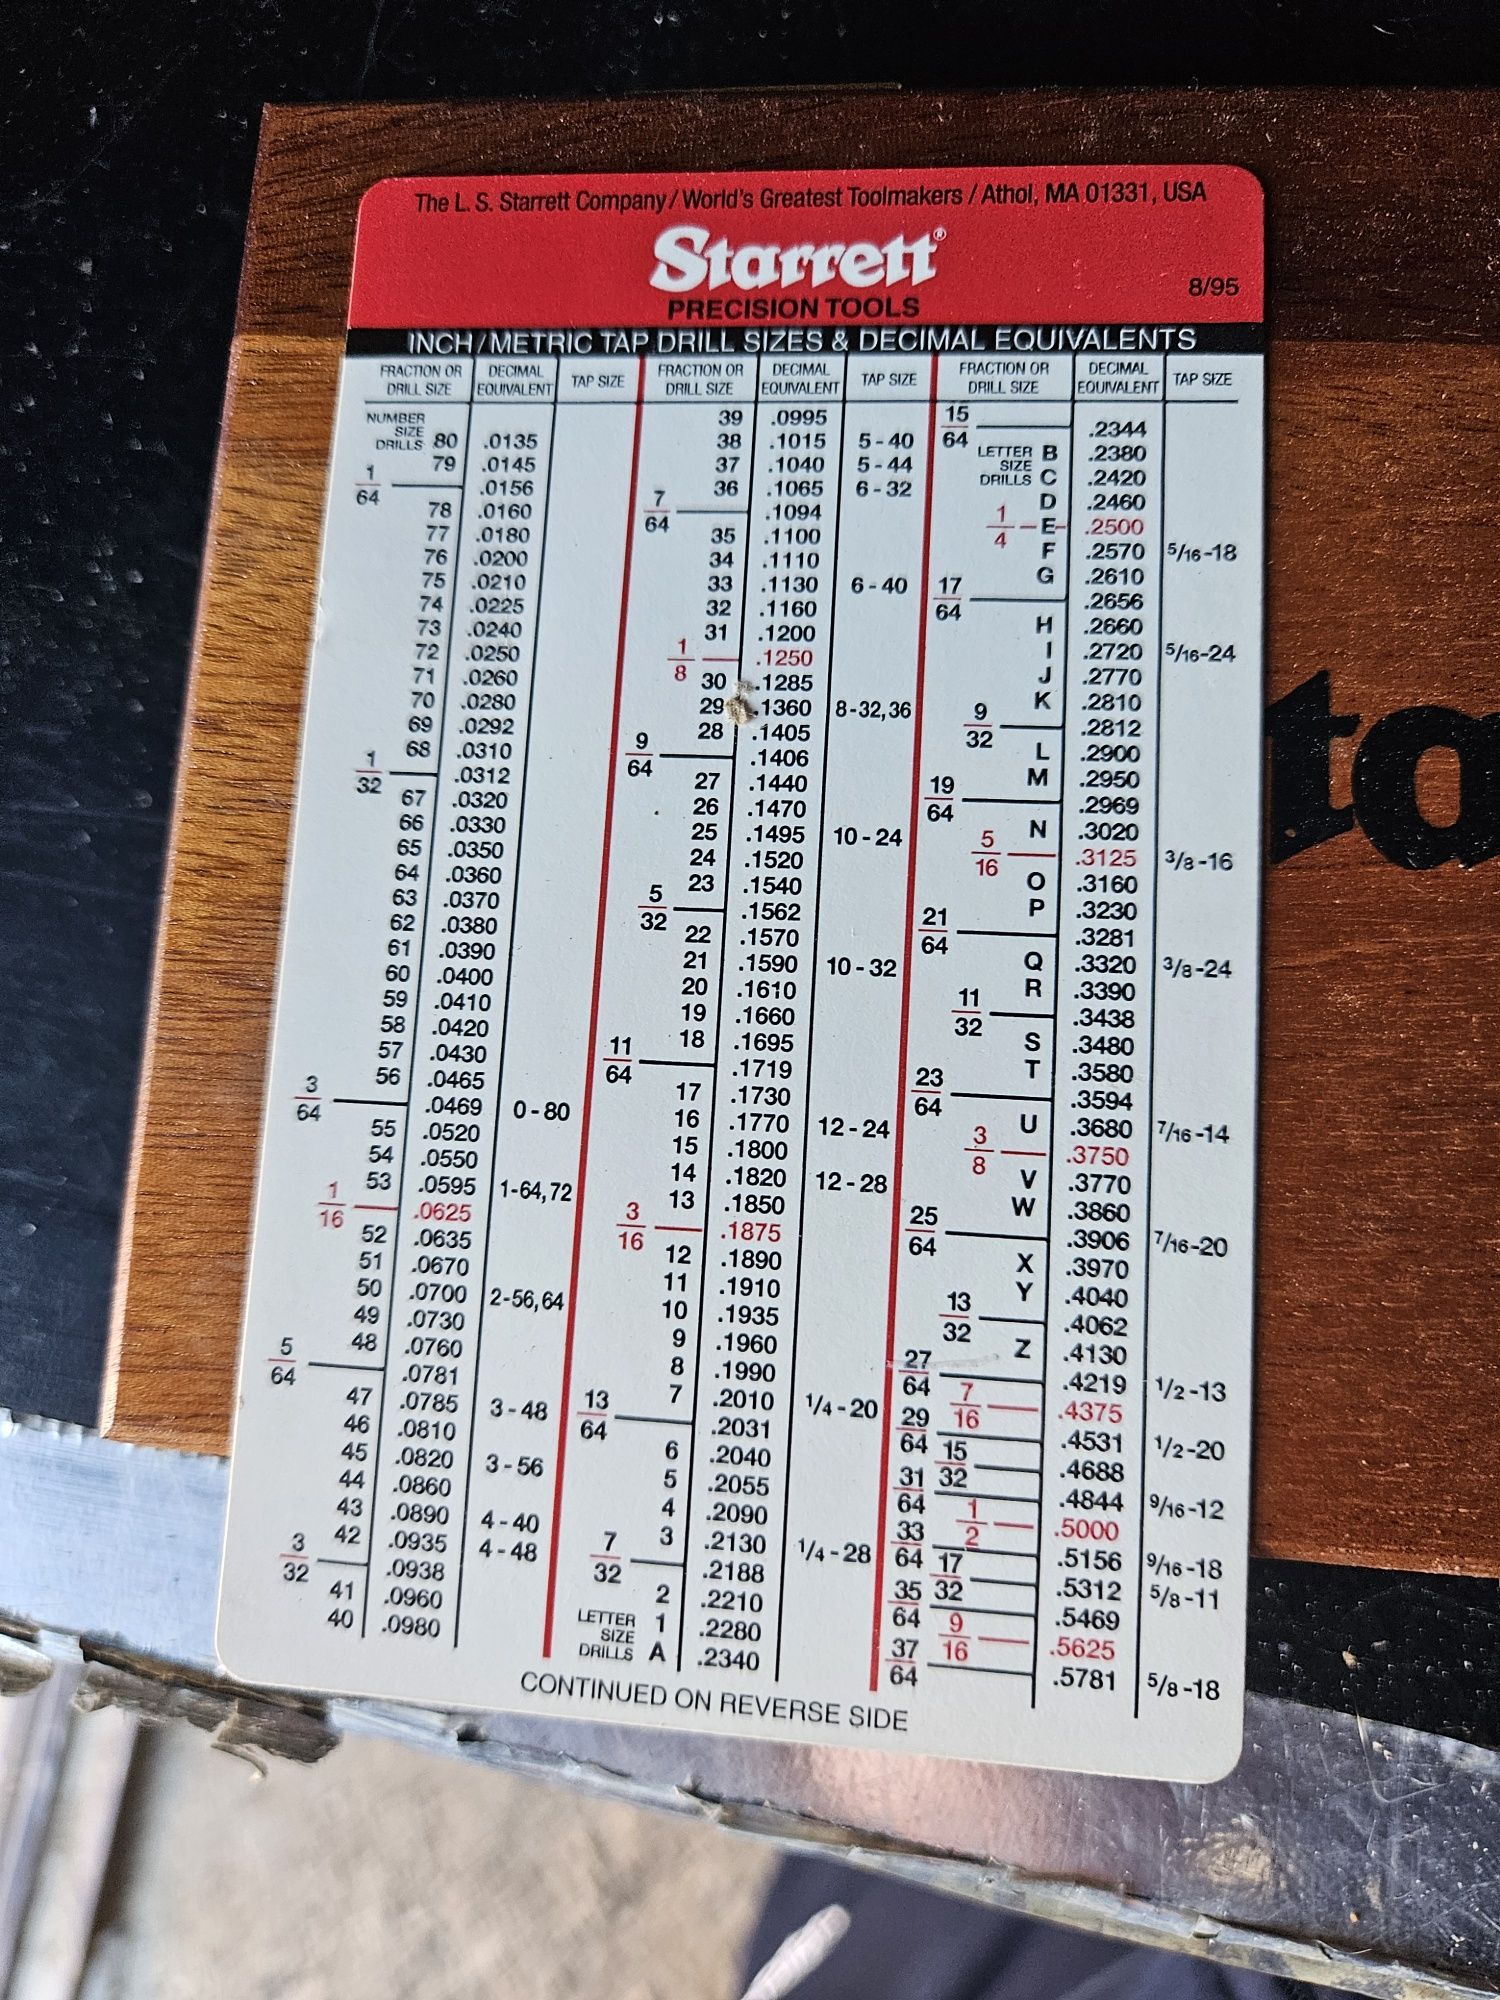 The L. S. Starrett Company / World's Greatest Toolmakers / Athol, MA 01331, USA
Starrett®
PRECISION TOOLS
8/95
INCH/METRIC TAP DRILL SIZES & DECIMAL EQUIVALENTS
FRACTION OR DRILL SIZE DECIMAL EQUIVALENT TAP SIZE
NUMBER SIZE DRILLS 80 .0135
79 .0145
1/64 .0156
78 .0160
77 .0180
76 .0200
75 .0210
74 .0225
73 .0240
72 .0250
71 .0260
70 .0280
69 .0292
68 .0310
1/32 .0312
67 .0320
66 .0330
65 .0350
64 .0360
63 .0370
62 .0380
61 .0390
60 .0400
59 .0410
58 .0420
57 .0430
56 .0465
3/64 .0469 0-80
55 .0520
54 .0550
53 .0595 1-64,72
1/16 .0625
52 .0635
51 .0670
50 .0700 2-56,64
49 .0730
48 .0760
5/64 .0781
47 .0785 3-48
46 .0810
45 .0820 3-56
44 .0860
43 .0890 4-40
42 .0935 4-48
3/32 .0938
41 .0960
40 .0980
FRACTION OR DRILL SIZE DECIMAL EQUIVALENT TAP SIZE
39 .0995
38 .1015 5-40
37 .1040 5-44
36 .1065 6-32
7/64 .1094
35 .1100
34 .1110
33 .1130 6-40
32 .1160
31 .1200
1/8 .1250
30 .1285
29 .1360 8-32,36
28 .1405
9/64 .1406
27 .1440
26 .1470
25 .1495 10-24
24 .1520
23 .1540
5/32 .1562
22 .1570
21 .1590 10-32
20 .1610
19 .1660
18 .1695
11/64 .1719
17 .1730
16 .1770 12-24
15 .1800
14 .1820 12-28
13 .1850
3/16 .1875
12 .1890
11 .1910
10 .1935
9 .1960
8 .1990
7 .2010 1/4-20
13/64 .2031
6 .2040
5 .2055
4 .2090
3 .2130 1/4-28
7/32 .2188
2 .2210
1 .2280
LETTER SIZE DRILLS A .2340
FRACTION OR DRILL SIZE DECIMAL EQUIVALENT TAP SIZE
15/64 .2344
LETTER SIZE DRILLS B .2380
C .2420
D .2460
1/4 E .2500
F .2570 5/16-18
G .2610
17/64 .2656
H .2660
I .2720 5/16-24
J .2770
K .2810
9/32 .2812
L .2900
M .2950
19/64 .2969
N .3020
5/16 .3125 3/8-16
O .3160
P .3230
21/64 .3281
Q .3320 3/8-24
R .3390
11/32 .3438
S .3480
T .3580
23/64 .3594
U .3680 7/16-14
3/8 .3750
V .3770
W .3860
25/64 .3906 7/16-20
X .3970
Y .4040
13/32 .4062
Z .4130
27/64 .4219 1/2-13
7/16 .4375
29/64 .4531 1/2-20
15/32 .4688
31/64 .4844 9/16-12
1/2 .5000
33/64 .5156 9/16-18
17/32 .5312 5/8-11
35/64 .5469
9/16 .5625
37/64 .5781 5/8-18
CONTINUED ON REVERSE SIDE